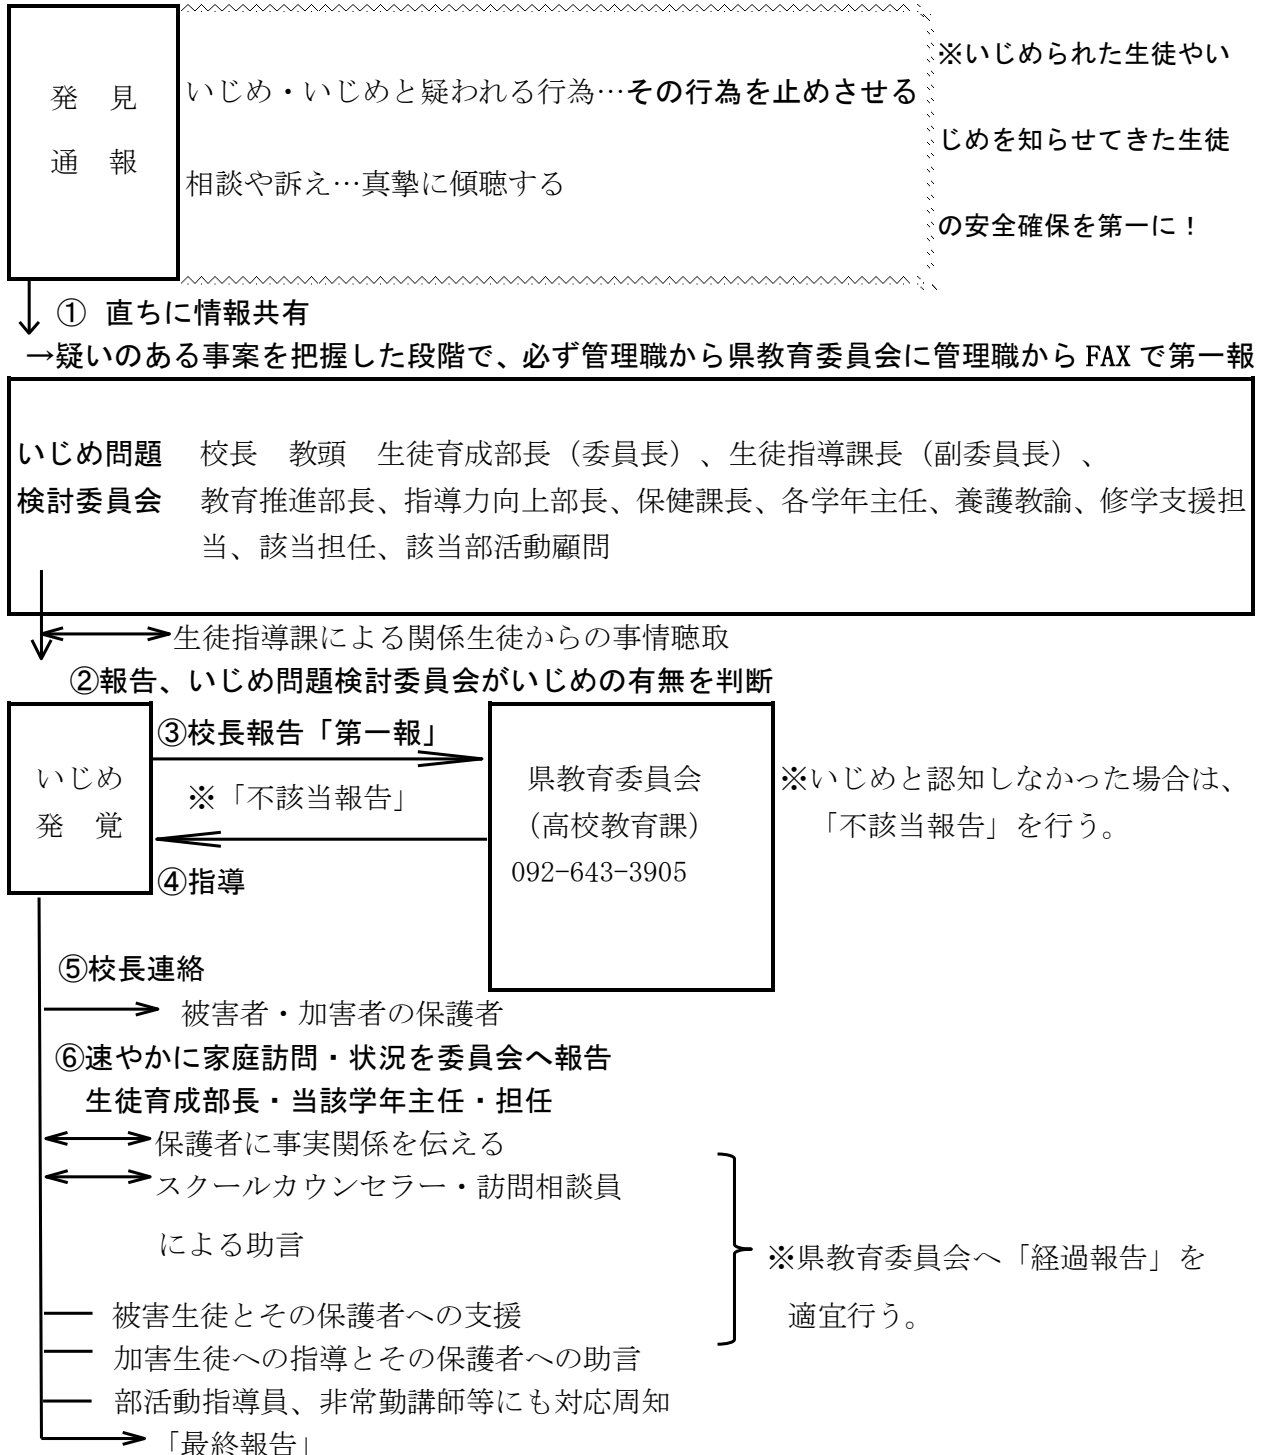 発　見
通　報
いじめ・いじめと疑われる行為…その行為を止めさせる
相談や訴え…真摯に傾聴する
※いじめられた生徒やい
じめを知らせてきた生徒
の安全確保を第一に！
①　直ちに情報共有
→疑いのある事案を把握した段階で、必ず管理職から県教育委員会に管理職から FAX で第一報
いじめ問題　校長　教頭　生徒育成部長（委員長）、生徒指導課長（副委員長）、
検討委員会　教育推進部長、指導力向上部長、保健課長、各学年主任、養護教諭、修学支援担
当、該当担任、該当部活動顧問
生徒指導課による関係生徒からの事情聴取
②報告、いじめ問題検討委員会がいじめの有無を判断
いじめ
発　覚
③校長報告「第一報」
※「不該当報告」
④指導
県教育委員会
（高校教育課）
092-643-3905
※いじめと認知しなかった場合は、
「不該当報告」を行う。
⑤校長連絡
被害者・加害者の保護者
⑥速やかに家庭訪問・状況を委員会へ報告
生徒育成部長・当該学年主任・担任
保護者に事実関係を伝える
スクールカウンセラー・訪問相談員
による助言
※県教育委員会へ「経過報告」を
適宜行う。
被害生徒とその保護者への支援
加害生徒への指導とその保護者への助言
部活動指導員、非常勤講師等にも対応周知
「最終報告」